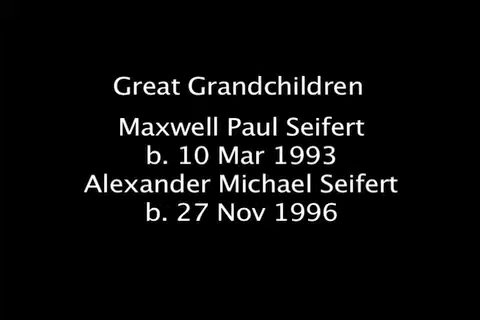 Great Grandchildren
Maxwell Paul Seifert
b. 10 Mar 1993
Alexander Michael Seifert
b. 27 Nov 1996